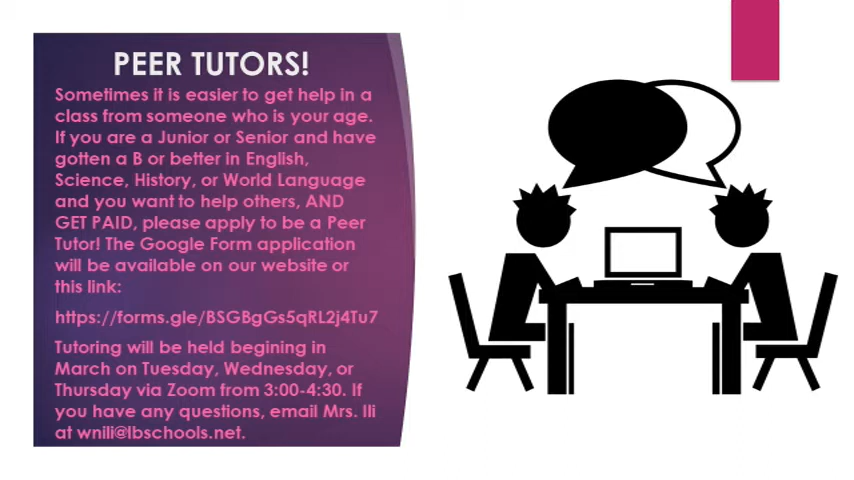 PEER TUTORS!
Sometimes it is easier to get help in a
class from someone who is your age.
If you are a Junior or Senior and have
gotten a B or better in English,
Science, History, or World Language
and you want to help others, AND
GET PAID, please apply to be a Peer
Tutor! The Google Form application
will be available on our website or
this link:
https://forms.gle/BSGBgGs5qRL2j4Tu7
Tutoring will be held begining in
March on Tuesday, Wednesday, or
Thursday via Zoom from 3:00-4:30. If
you have any questions, email Mrs. Ili
at wnili@lbschools.net.